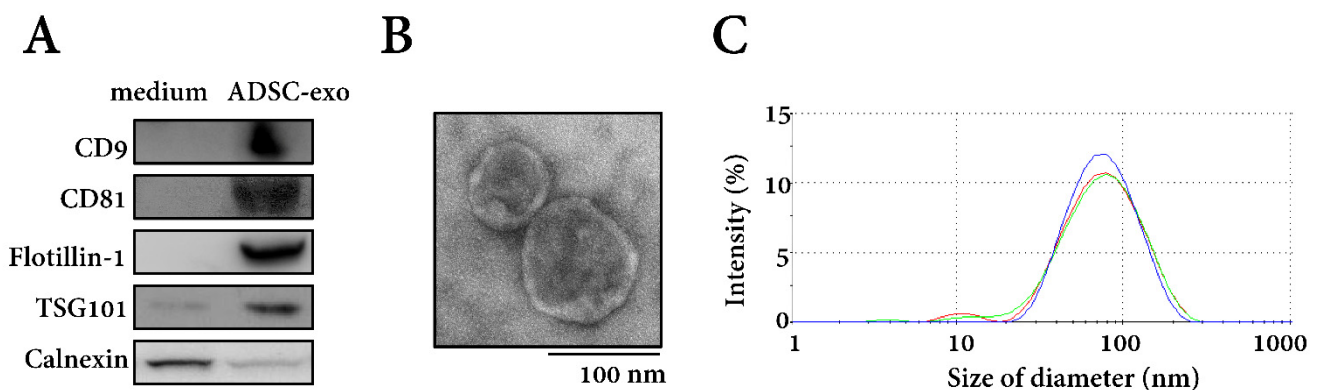 A
medium ADSC-exo
CD9
CD81
Flotillin-1
TSG101
Calnexin
B
100 nm
C
Intensity (%)
15
10
5
0
1 10 100 1000
Size of diameter (nm)